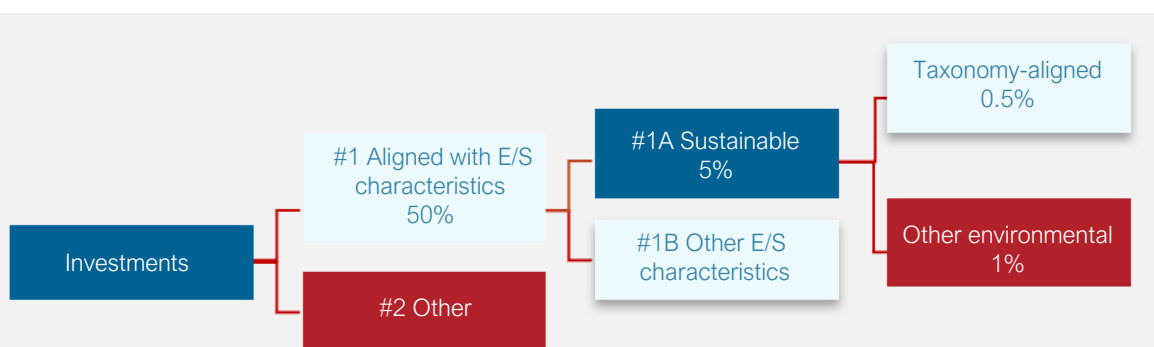 Investments
#1 Aligned with E/S
characteristics
50%
#2 Other
#1A Sustainable
5%
#1B Other E/S
characteristics
Taxonomy-aligned
0.5%
Other environmental
1%